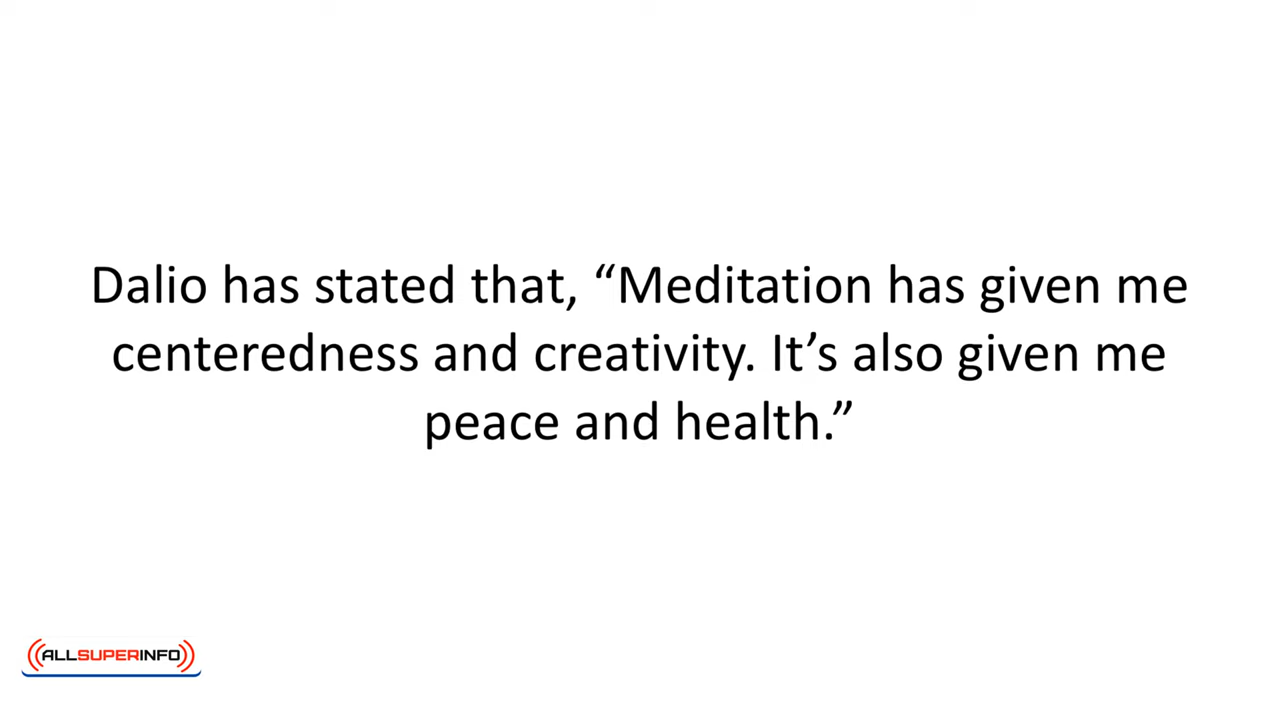 Dalio has stated that, “Meditation has given me
centeredness and creativity. It’s also given me
peace and health.”
ALLSUPERINFO